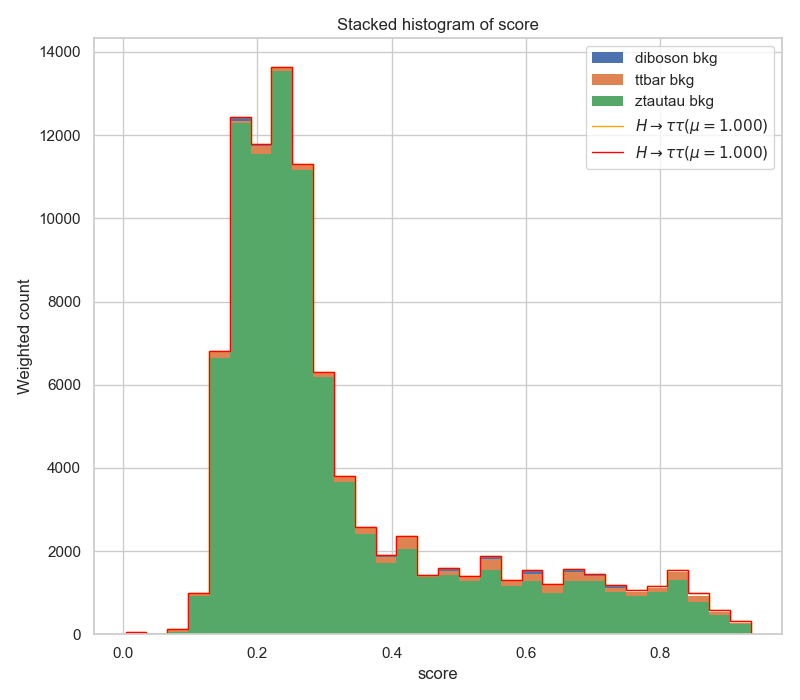 Stacked histogram of score
diboson bkg
ttbar bkg
ztautau bkg
H → ττ(μ = 1.000)
H → ττ(μ = 1.000)
Weighted count
14000
12000
10000
8000
6000
4000
2000
0
0.0 0.2 0.4 0.6 0.8
score